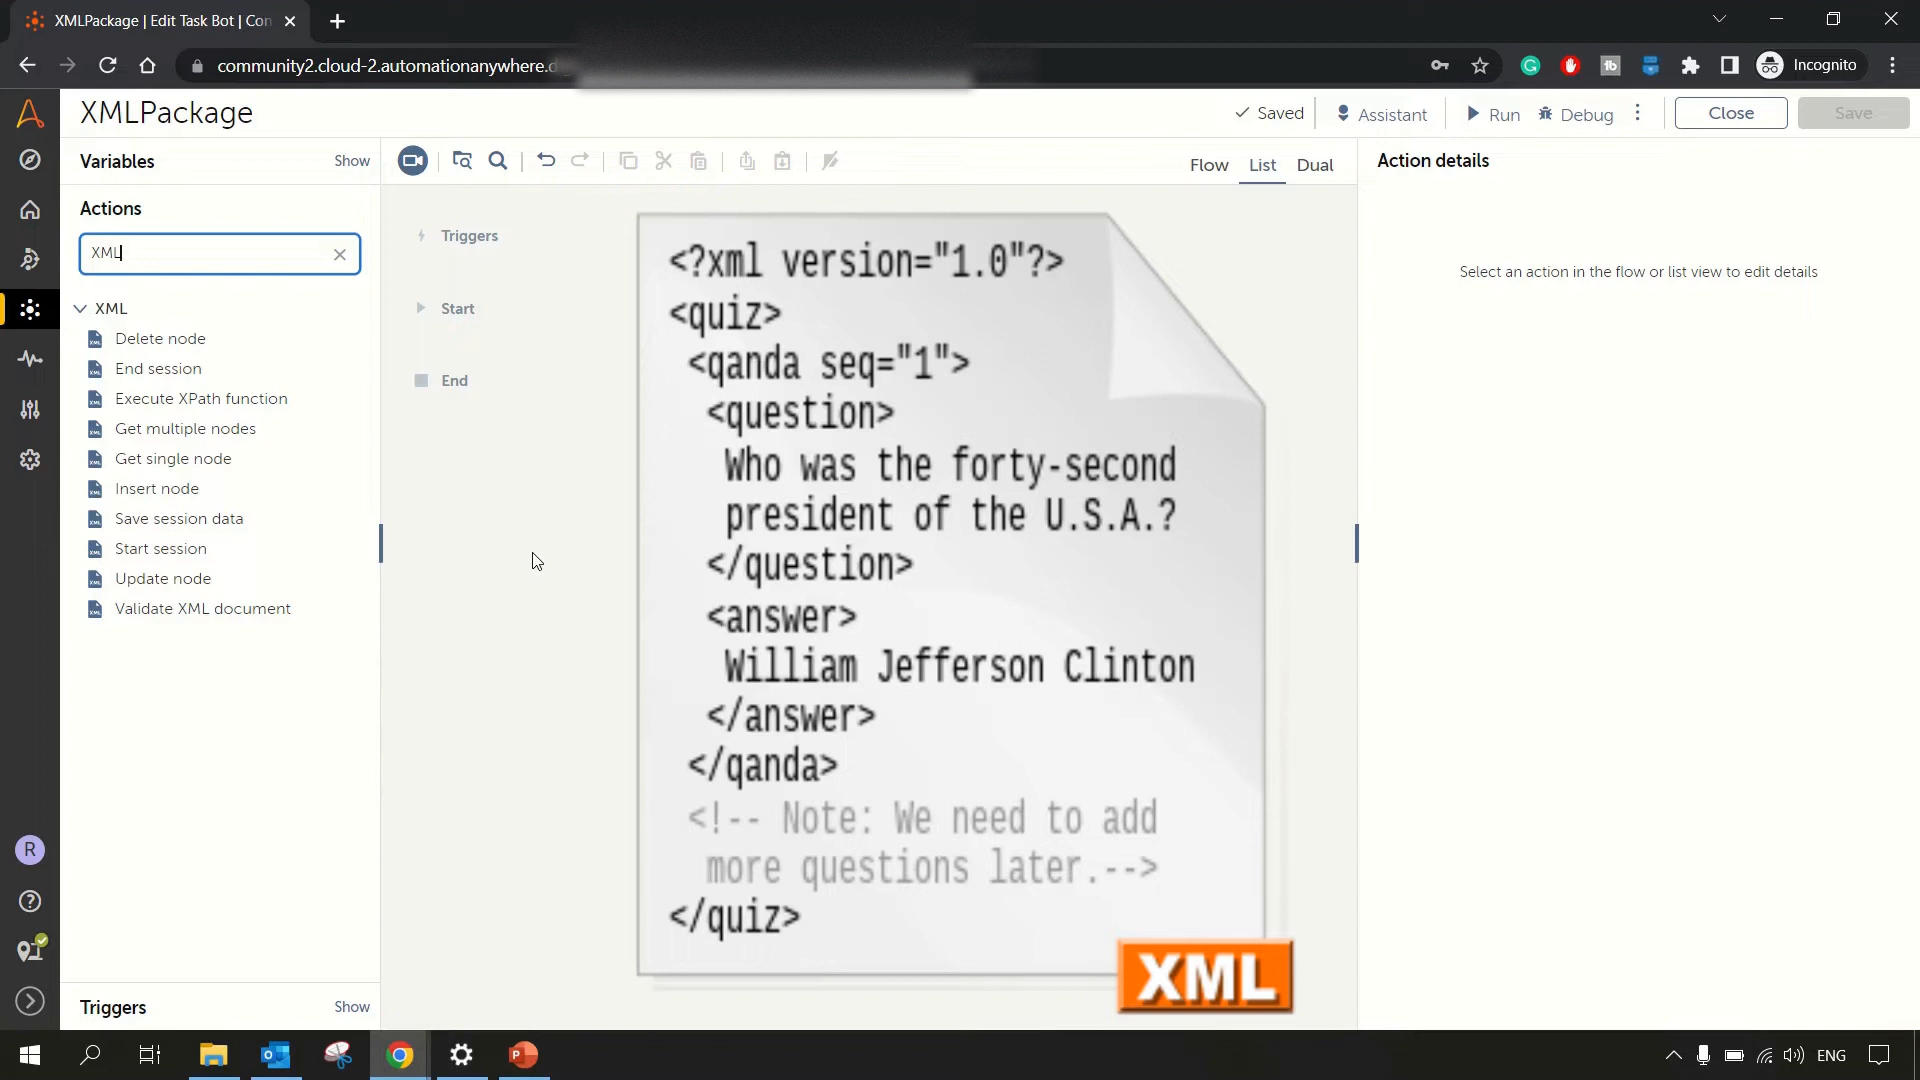 XMLPackage | Edit Task Bot | Con
community2.cloud-2.automationanywhere.d
Incognito
XMLPackage
Saved
Assistant
Run
Debug
Close
Save
Variables
Show
Flow
List
Dual
Action details
Actions
XML
Triggers
Select an action in the flow or list view to edit details
Start
End
XML
Delete node
End session
Execute XPath function
Get multiple nodes
Get single node
Insert node
Save session data
Start session
Update node
Validate XML document
<?xml version="1.0"?>
<quiz>
<qanda seq="1">
<question>
Who was the forty-second
president of the U.S.A.?
</question>
<answer>
William Jefferson Clinton
</answer>
</qanda>
<!-- Note: We need to add
more questions later.-->
</quiz>
XML
R
Triggers
Show
ENG